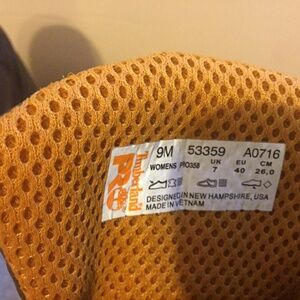 Timberland
PRO
9M 53359 A0716
WOMENS PRO358 UK EU CM
7 40 26.0
DESIGNED IN NEW HAMPSHIRE, USA
MADE IN VIETNAM